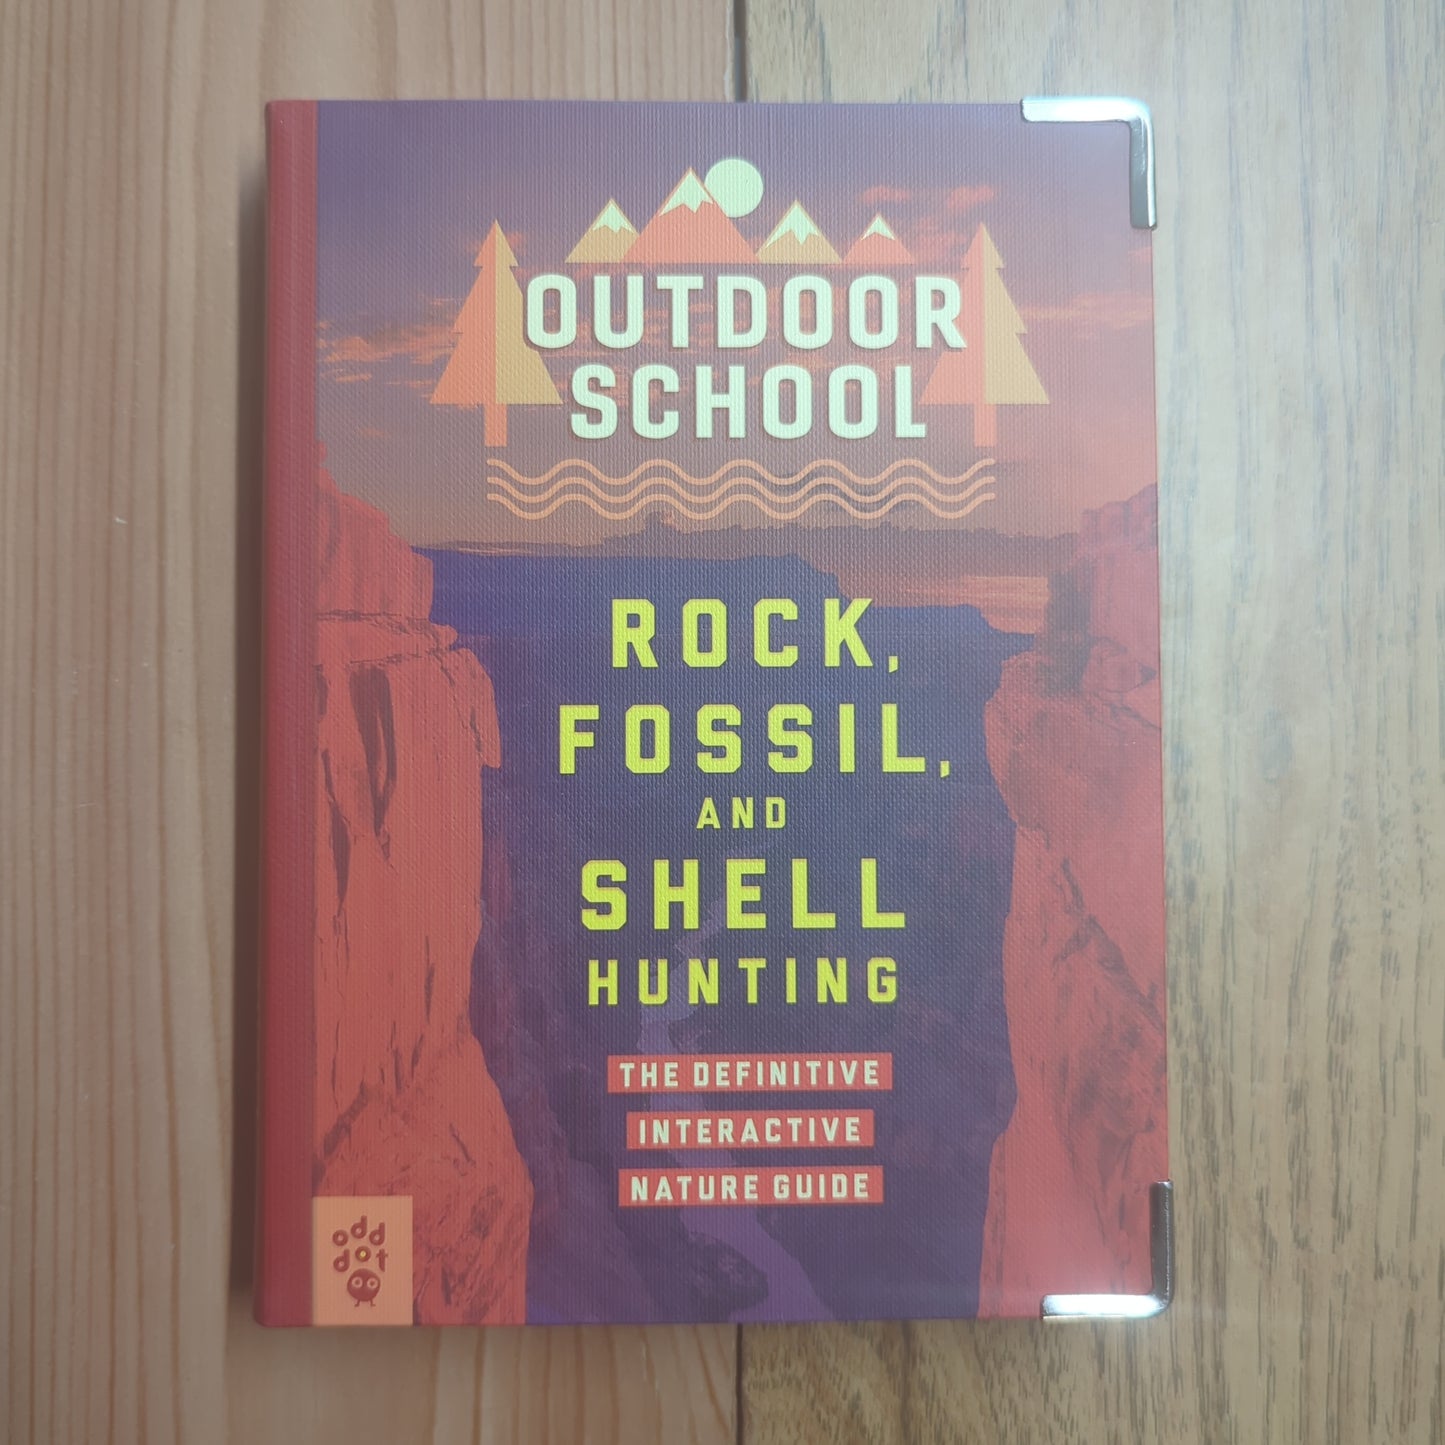 OUTDOOR
SCHOOL
ROCK,
FOSSIL,
AND
SHELL
HUNTING
THE DEFINITIVE
INTERACTIVE
NATURE GUIDE
odd
dot